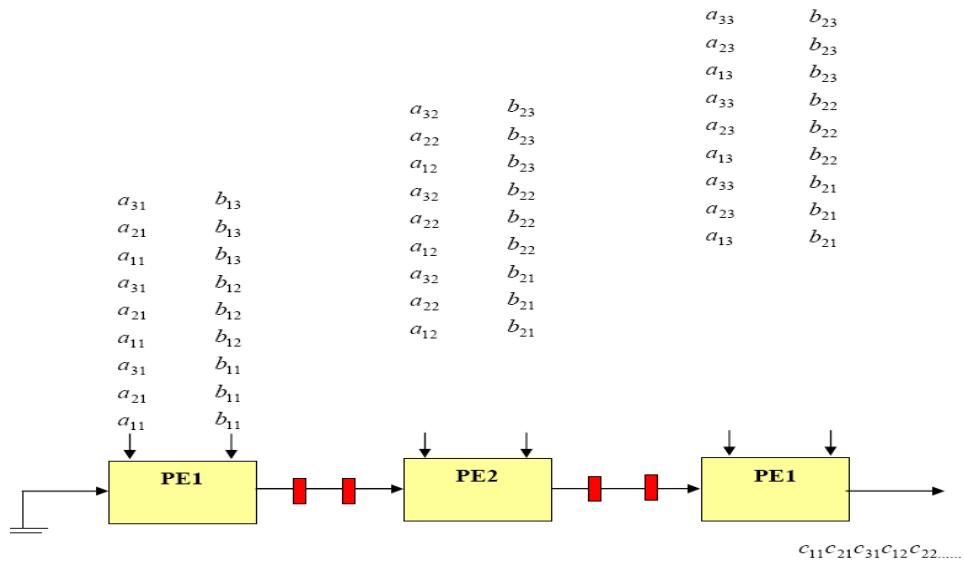 a₃₁ b₁₃
a₂₁ b₁₃
a₁₁ b₁₃
a₃₁ b₁₂
a₂₁ b₁₂
a₁₁ b₁₂
a₃₁ b₁₁
a₂₁ b₁₁
a₁₁ b₁₁
a₃₂ b₂₃
a₂₂ b₂₃
a₁₂ b₂₃
a₃₂ b₂₂
a₂₂ b₂₂
a₁₂ b₂₂
a₃₂ b₂₁
a₂₂ b₂₁
a₁₂ b₂₁
a₃₃ b₂₃
a₂₃ b₂₃
a₁₃ b₂₃
a₃₃ b₂₂
a₂₃ b₂₂
a₁₃ b₂₂
a₃₃ b₂₁
a₂₃ b₂₁
a₁₃ b₂₁
PE1 PE2 PE1
c₁₁c₂₁c₃₁c₁₂c₂₂......